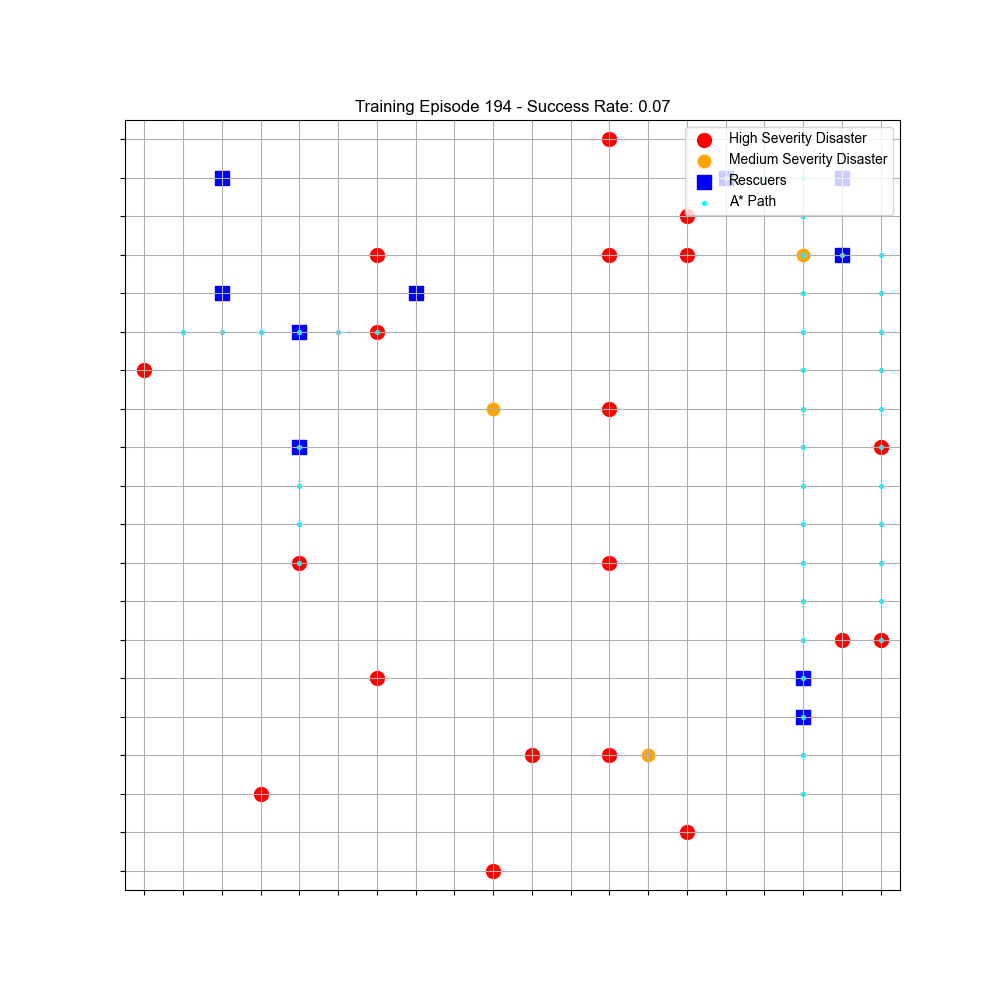 Training Episode 194 - Success Rate: 0.07
High Severity Disaster
Medium Severity Disaster
Rescuers
A* Path